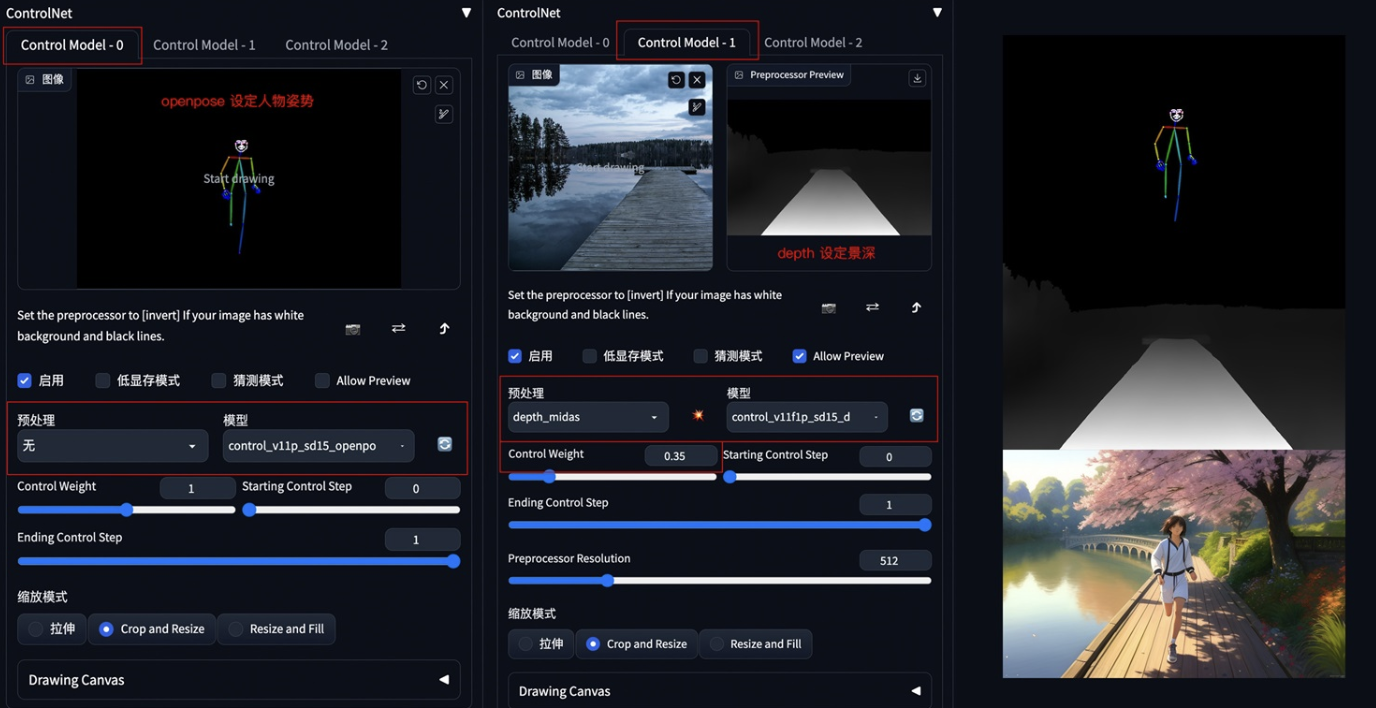 ControlNet
Control Model - 0
Control Model - 1
Control Model - 2
图像
openpose 设定人物姿势
Start drawing
Set the preprocessor to [invert] If your image has white
background and black lines.
启用
低显存模式
猜测模式
Allow Preview
预处理
模型
无
control_v11p_sd15_openpo
Control Weight
1
Starting Control Step
0
Ending Control Step
1
缩放模式
拉伸
Crop and Resize
Resize and Fill
Drawing Canvas
ControlNet
Control Model - 0
Control Model - 1
Control Model - 2
图像
Start drawing
Preprocessor Preview
depth 设定景深
Set the preprocessor to [invert] If your image has white
background and black lines.
启用
低显存模式
猜测模式
Allow Preview
预处理
模型
depth_midas
control_v11f1p_sd15_d
Control Weight
0.35
Starting Control Step
0
Ending Control Step
1
Preprocessor Resolution
512
缩放模式
拉伸
Crop and Resize
Resize and Fill
Drawing Canvas